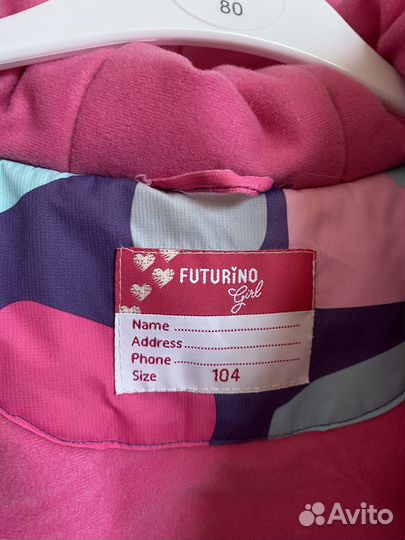 80
FUTURiNO
Girl
Name
Address
Phone
Size 104
Avito